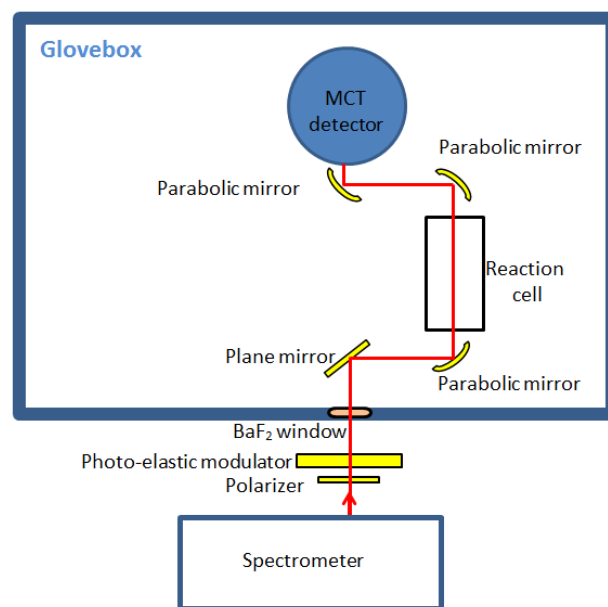 Glovebox
MCT
detector
Parabolic mirror
Parabolic mirror
Reaction
cell
Plane mirror
Parabolic mirror
BaF₂ window
Photo-elastic modulator
Polarizer
Spectrometer